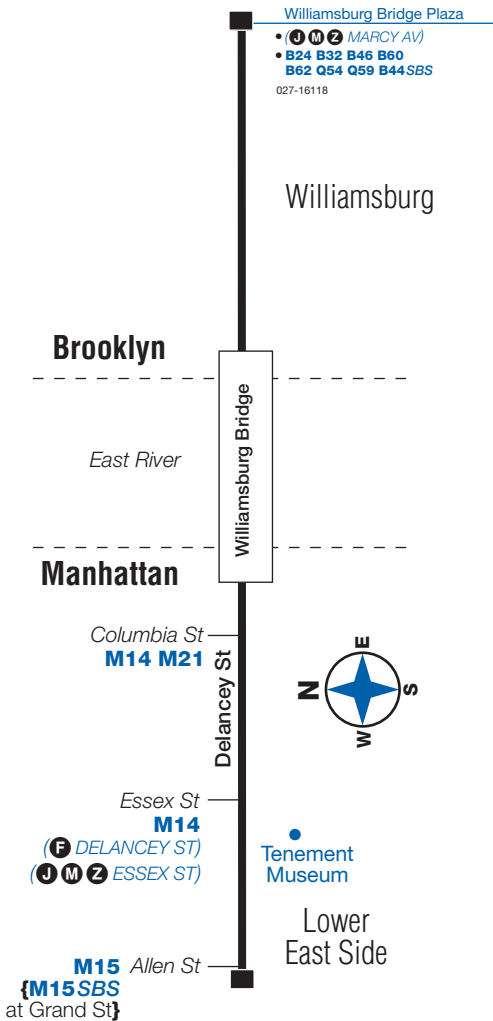 Williamsburg Bridge Plaza
• (J M Z MARCY AV)
• B24 B32 B46 B60
B62 Q54 Q59 B44SBS
027-16118
Williamsburg
Brooklyn
East River
Williamsburg Bridge
Manhattan
Columbia St
M14 M21
Delancey St
N
E
S
W
Essex St
M14
(F DELANCEY ST)
(J M Z ESSEX ST)
Tenement
Museum
Lower
East Side
M15 Allen St
{M15SBS
at Grand St}